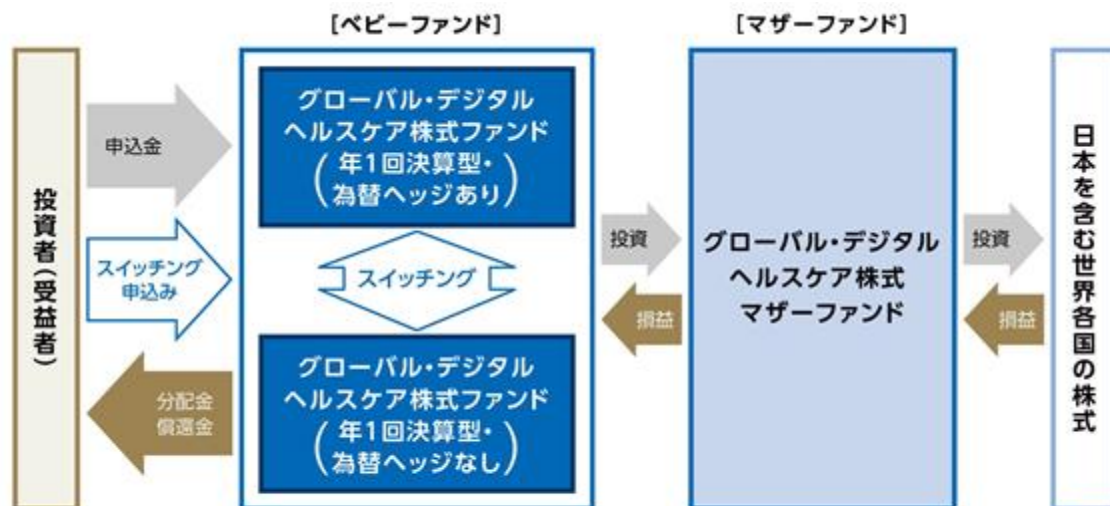 [ベビーファンド]
[マザーファンド]
投資者(受益者)
申込金
スイッチング
申込み
分配金
償還金
グローバル・デジタル
ヘルスケア株式ファンド
(年1回決算型・
為替ヘッジあり)
スイッチング
グローバル・デジタル
ヘルスケア株式ファンド
(年1回決算型・
為替ヘッジなし)
投資
損益
グローバル・デジタル
ヘルスケア株式
マザーファンド
投資
損益
日本を含む世界各国の株式